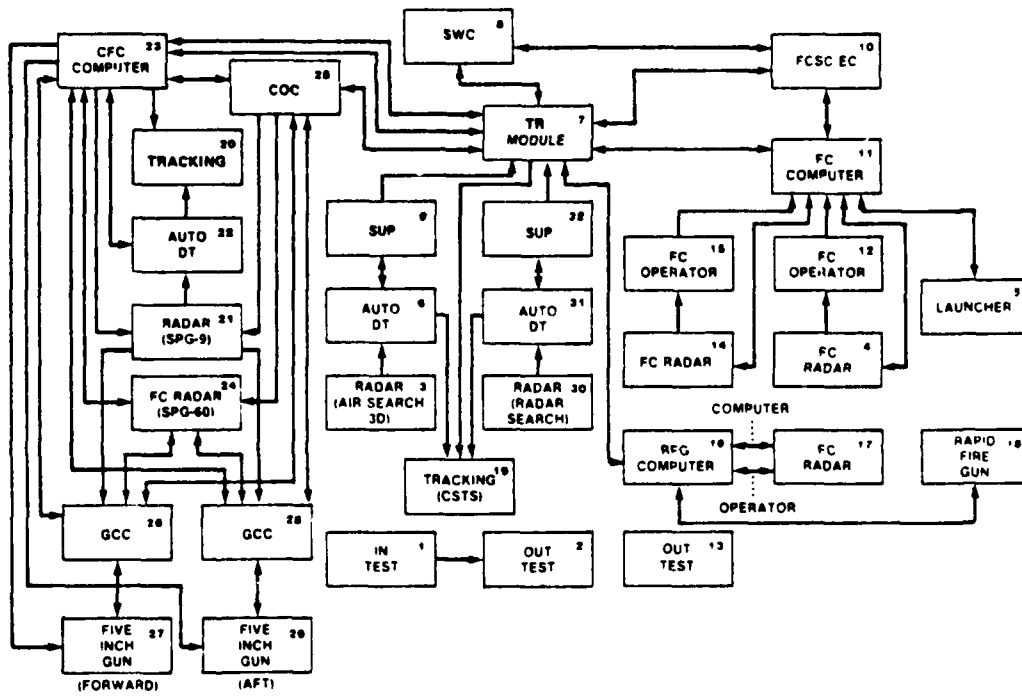 CFC
COMPUTER
23
SWC
8
FCSC EC
10
COC
TR
MODULE
7
TRACKING
20
FC
COMPUTER
11
SUP
SUP
32
AUTO
DT
22
FC
OPERATOR
15
FC
OPERATOR
12
LAUNCHER
AUTO
DT
6
AUTO
DT
31
RADAR
(SPG-9)
21
FC RADAR
14
FC
RADAR
4
FC RADAR
(SPG-60)
24
RADAR
(AIR SEARCH
3D)
3
RADAR
(RADAR
SEARCH)
30
COMPUTER
RFG
COMPUTER
16
FC
RADAR
17
RAPID
FIRE
GUN
18
TRACKING
(CSTS)
19
OPERATOR
GCC
26
GCC
IN
TEST
1
OUT
TEST
2
OUT
TEST
13
FIVE
INCH
GUN
27
FIVE
INCH
GUN
(FORWARD)
(AFT)